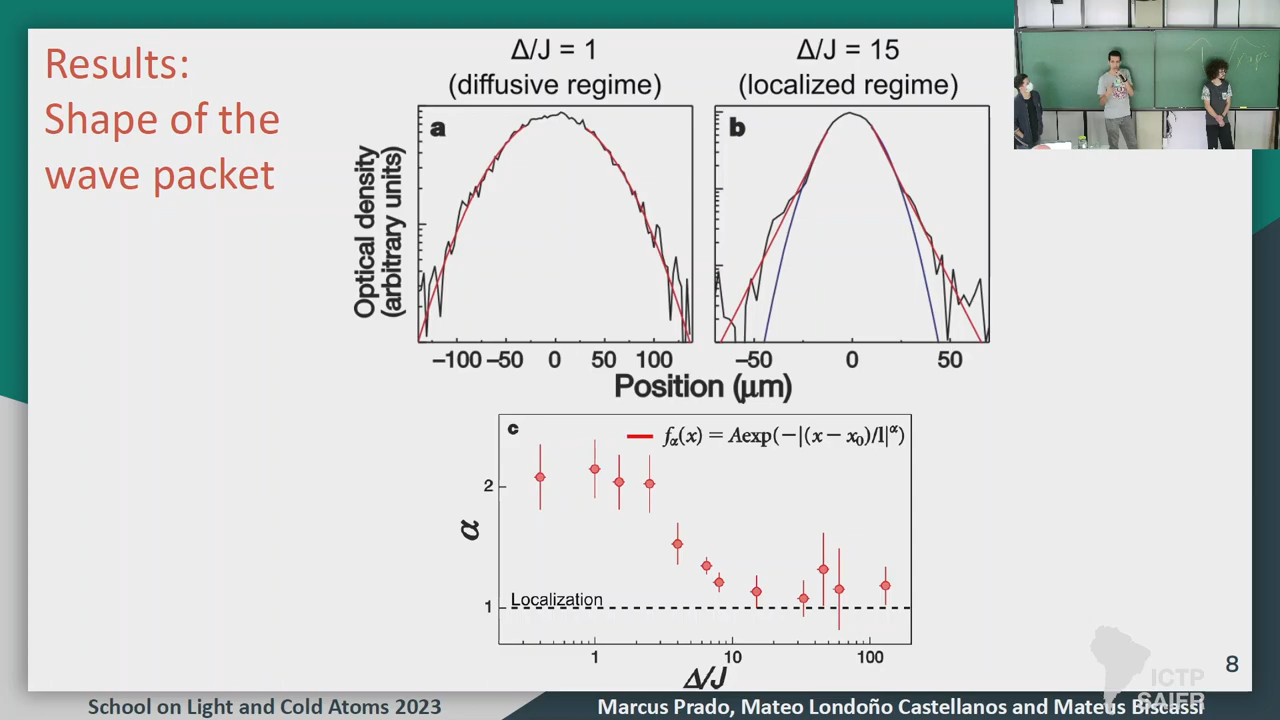 Results:
Shape of the
wave packet
Δ/J = 1
(diffusive regime)
Δ/J = 15
(localized regime)
a
b
Optical density
(arbitrary units)
−100 −50 0 50 100
−50 0 50
Position (μm)
c
fα(x) = Aexp(−|(x − x₀)/l|ᵅ)
2
α
Localization
1
1 10 100
Δ/J
8
ICTP
SAIFR
School on Light and Cold Atoms 2023
Marcus Prado, Mateo Londoño Castellanos and Mateus Biscassi